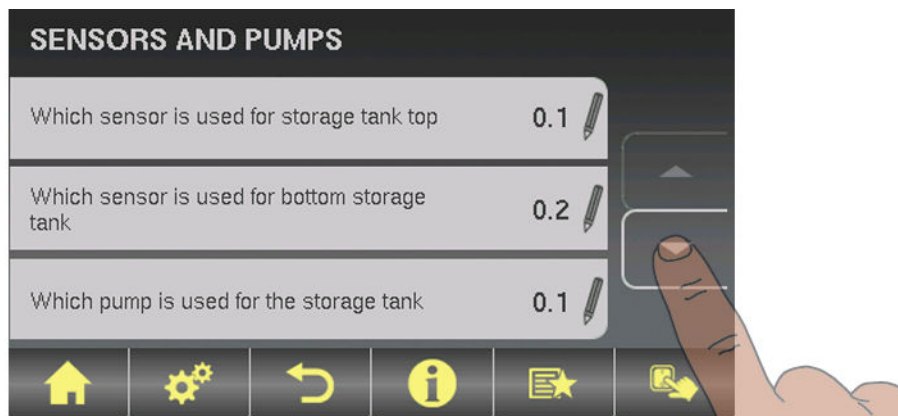 SENSORS AND PUMPS
Which sensor is used for storage tank top 0.1
Which sensor is used for bottom storage
tank 0.2
Which pump is used for the storage tank 0.1